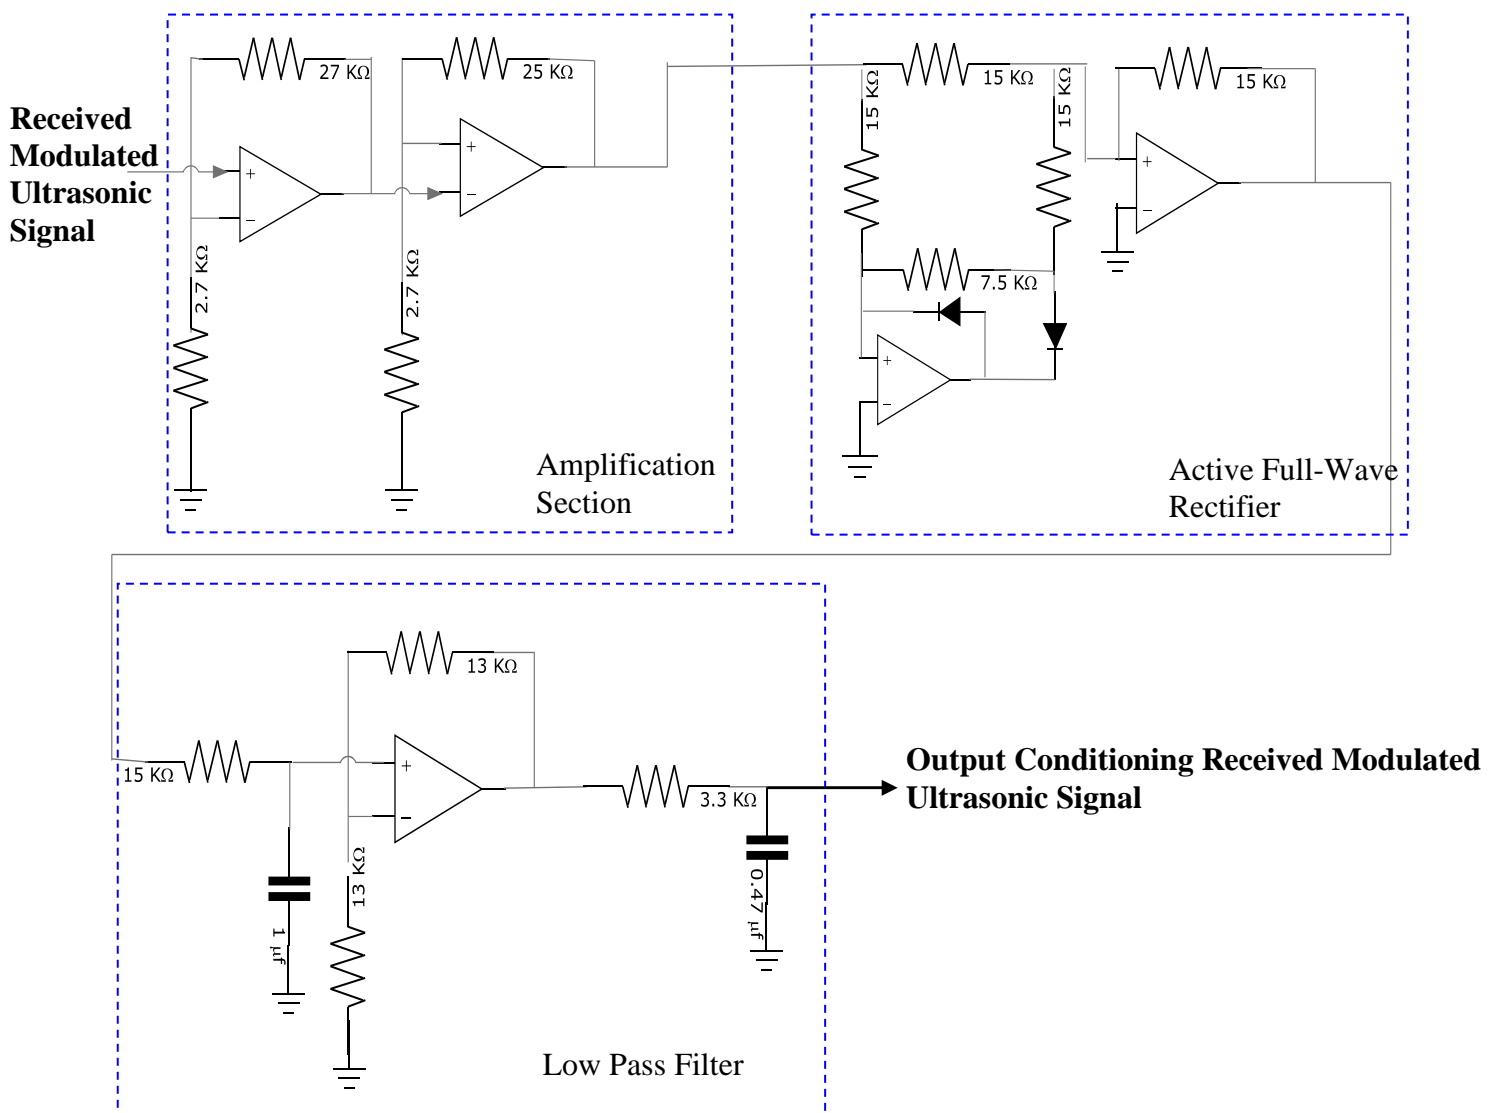 27 KΩ
25 KΩ
15 KΩ
15 KΩ
15 KΩ
15 KΩ
Received
Modulated
Ultrasonic
Signal
+
−
+
−
+
−
2.7 KΩ
2.7 KΩ
7.5 KΩ
+
−
Amplification
Section
Active Full-Wave
Rectifier
13 KΩ
15 KΩ
+
−
3.3 KΩ
Output Conditioning Received Modulated
Ultrasonic Signal
13 KΩ
1 μf
0.47 μf
Low Pass Filter